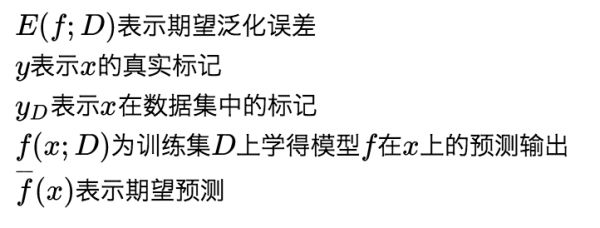 E(f; D)表示期望泛化误差
y表示x的真实标记
y_D表示x在数据集中的标记
f(x; D)为训练集D上学得模型f在x上的预测输出
f̅(x)表示期望预测